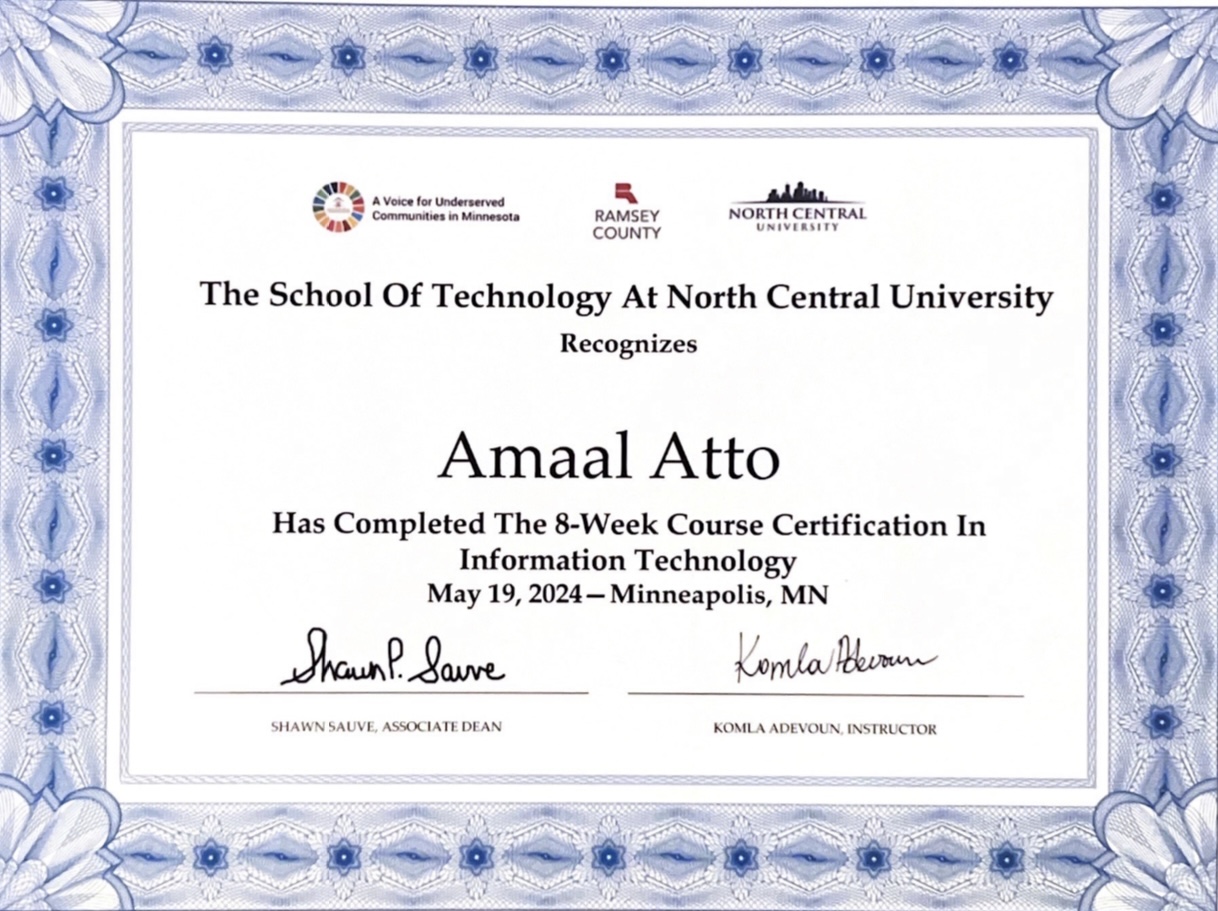 A Voice for Underserved
Communities in Minnesota
RAMSEY
COUNTY
NORTH CENTRAL
UNIVERSITY
The School Of Technology At North Central University
Recognizes
Amaal Atto
Has Completed The 8-Week Course Certification In
Information Technology
May 19, 2024—Minneapolis, MN
Shawn P. Sauve
Komla Adevoun
SHAWN SAUVE, ASSOCIATE DEAN
KOMLA ADEVOUN, INSTRUCTOR